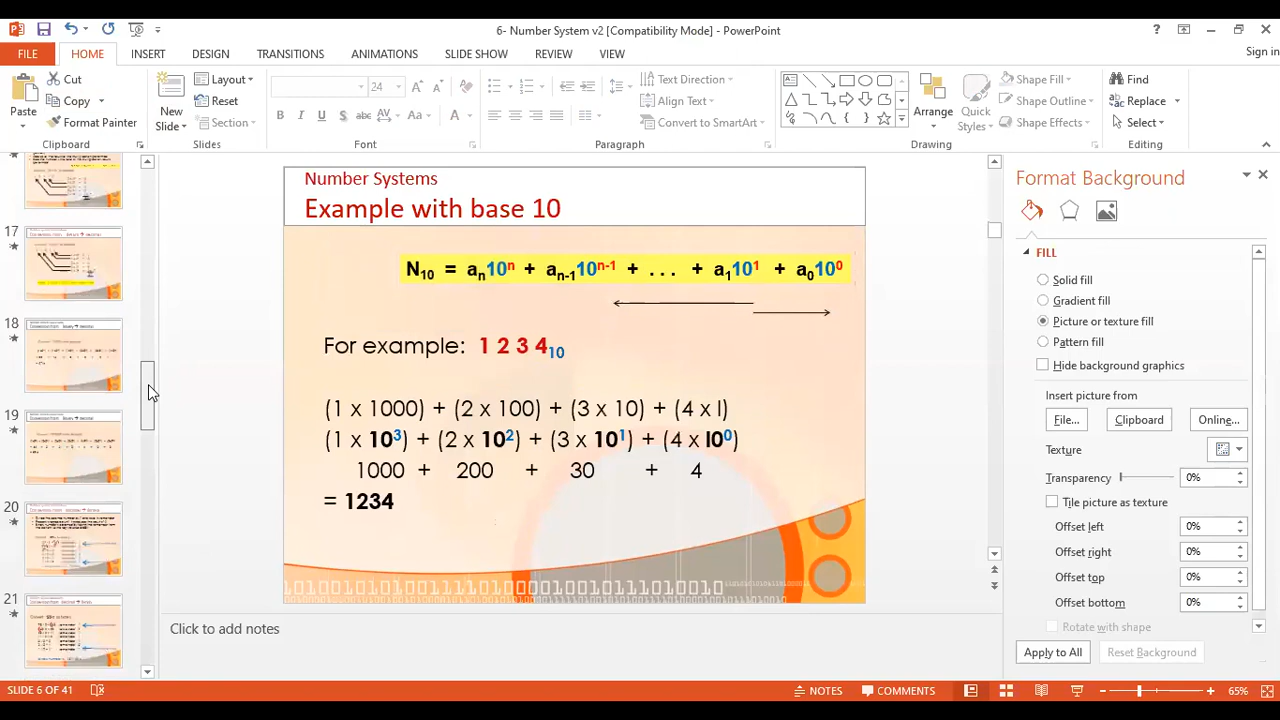 6- Number System v2 [Compatibility Mode] - PowerPoint
Sign in
FILE HOME INSERT DESIGN TRANSITIONS ANIMATIONS SLIDE SHOW REVIEW VIEW
Paste
Cut
Copy
Format Painter
Clipboard
New Slide
Layout
Reset
Section
Slides
24
Font
Paragraph
Text Direction
Align Text
Convert to SmartArt
Arrange
Quick Styles
Shape Fill
Shape Outline
Shape Effects
Drawing
Find
Replace
Select
Editing
17
18
19
20
21
Number Systems
Example with base 10
N₁₀ = aₙ10ⁿ + aₙ₋₁10ⁿ⁻¹ + . . . + a₁10¹ + a₀10⁰
For example: 1 2 3 4₁₀
(1 x 1000) + (2 x 100) + (3 x 10) + (4 x l)
(1 x 10³) + (2 x 10²) + (3 x 10¹) + (4 x l0⁰)
1000 + 200 + 30 + 4
= 1234
Click to add notes
Format Background
FILL
Solid fill
Gradient fill
Picture or texture fill
Pattern fill
Hide background graphics
Insert picture from
File... Clipboard Online...
Texture
Transparency 0%
Tile picture as texture
Offset left 0%
Offset right 0%
Offset top 0%
Offset bottom 0%
Rotate with shape
Apply to All Reset Background
SLIDE 6 OF 41
NOTES COMMENTS 65%